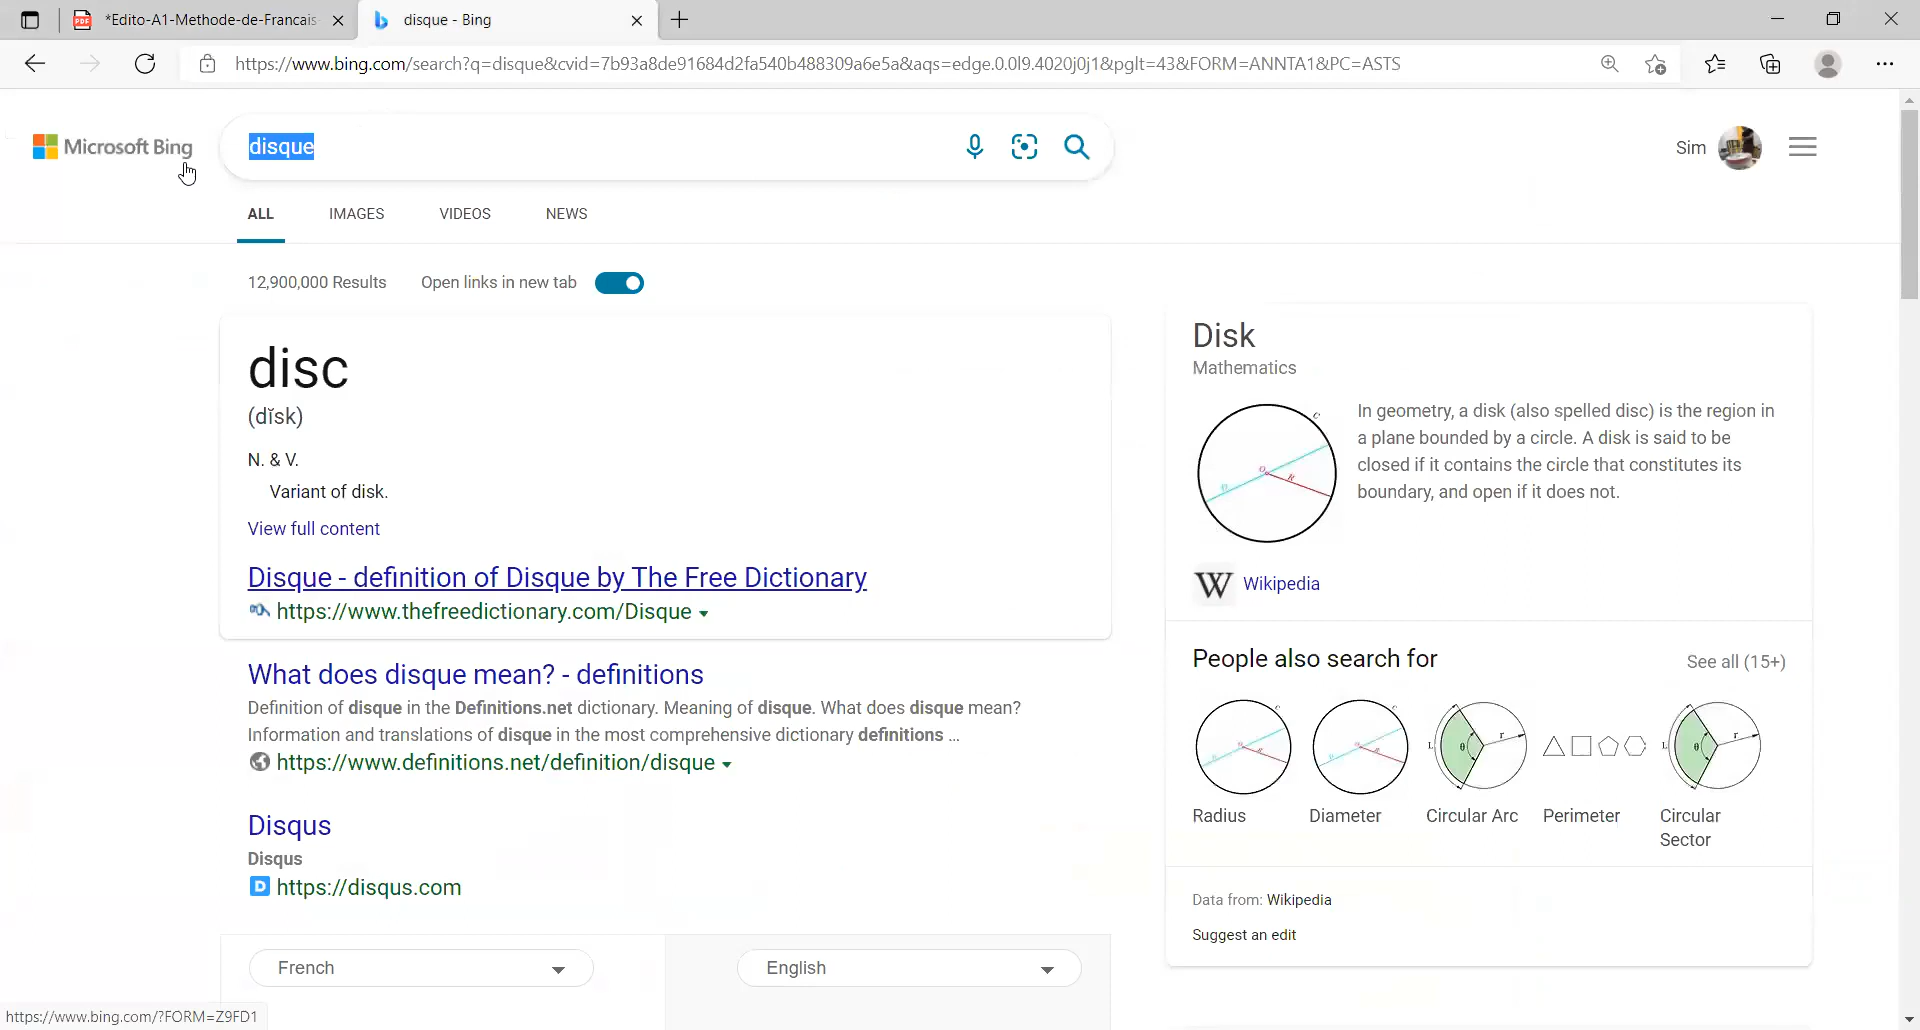 *Edito-A1-Methode-de-Francais
disque - Bing
https://www.bing.com/search?q=disque&cvid=7b93a8de91684d2fa540b488309a6e5a&aqs=edge.0.0l9.4020j0j1&pglt=43&FORM=ANNTA1&PC=ASTS
Microsoft Bing
disque
Sim
ALL IMAGES VIDEOS NEWS
12,900,000 Results Open links in new tab
disc
(dĭsk)
N. & V.
Variant of disk.
View full content
Disque - definition of Disque by The Free Dictionary
https://www.thefreedictionary.com/Disque
What does disque mean? - definitions
Definition of disque in the Definitions.net dictionary. Meaning of disque. What does disque mean?
Information and translations of disque in the most comprehensive dictionary definitions ...
https://www.definitions.net/definition/disque
Disqus
Disqus
D https://disqus.com
French English
Disk
Mathematics
In geometry, a disk (also spelled disc) is the region in
a plane bounded by a circle. A disk is said to be
closed if it contains the circle that constitutes its
boundary, and open if it does not.
W Wikipedia
People also search for See all (15+)
Radius Diameter Circular Arc Perimeter Circular
Sector
Data from: Wikipedia
Suggest an edit
https://www.bing.com/?FORM=Z9FD1